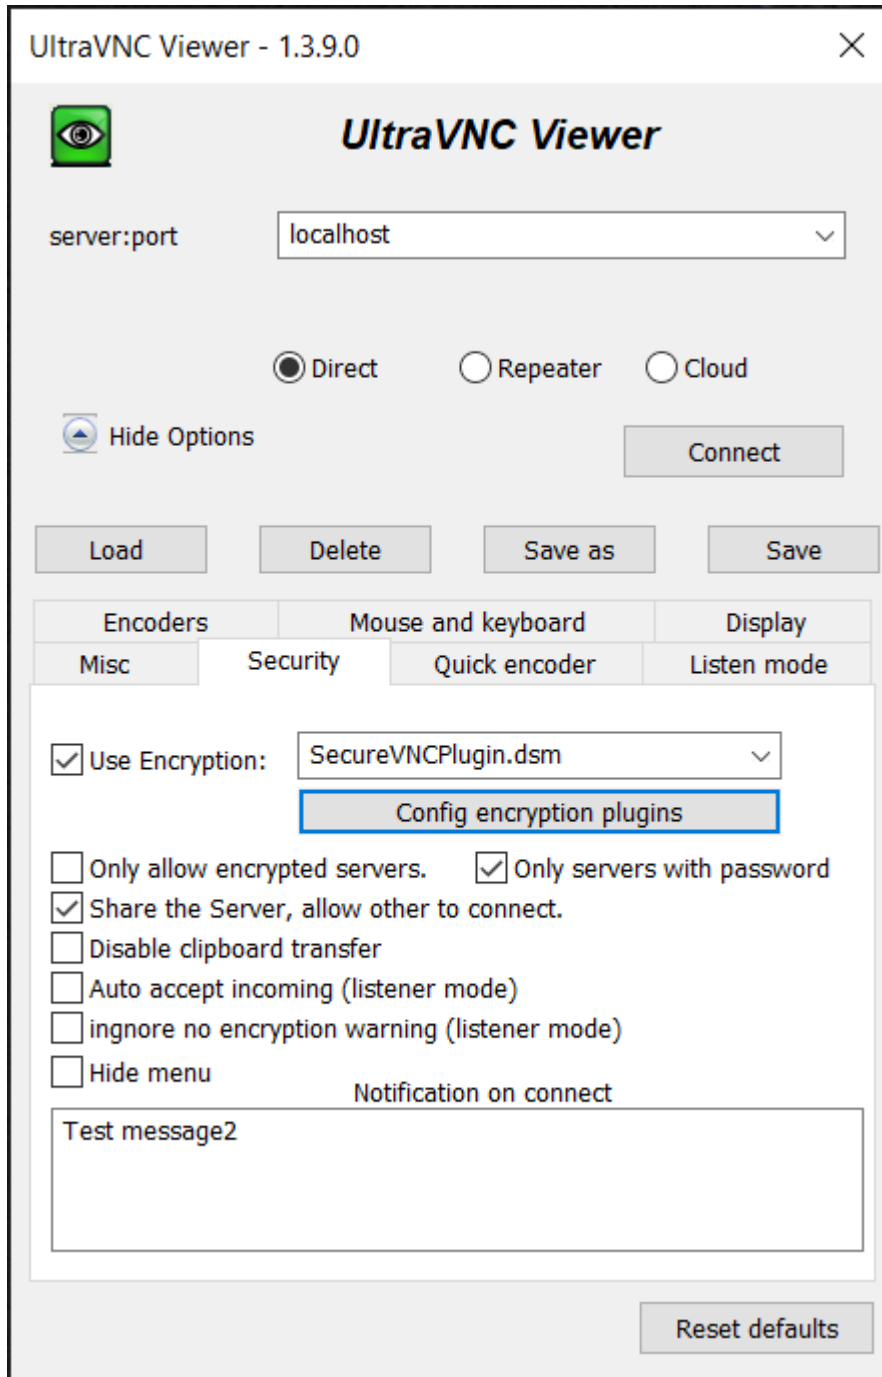 UltraVNC Viewer - 1.3.9.0
UltraVNC Viewer
server:port localhost
Direct Repeater Cloud
Hide Options
Connect
Load Delete Save as Save
Encoders Mouse and keyboard Display
Misc Security Quick encoder Listen mode
Use Encryption: SecureVNCPlugin.dsm
Config encryption plugins
Only allow encrypted servers. Only servers with password
Share the Server, allow other to connect.
Disable clipboard transfer
Auto accept incoming (listener mode)
ingnore no encryption warning (listener mode)
Hide menu
Notification on connect
Test message2
Reset defaults